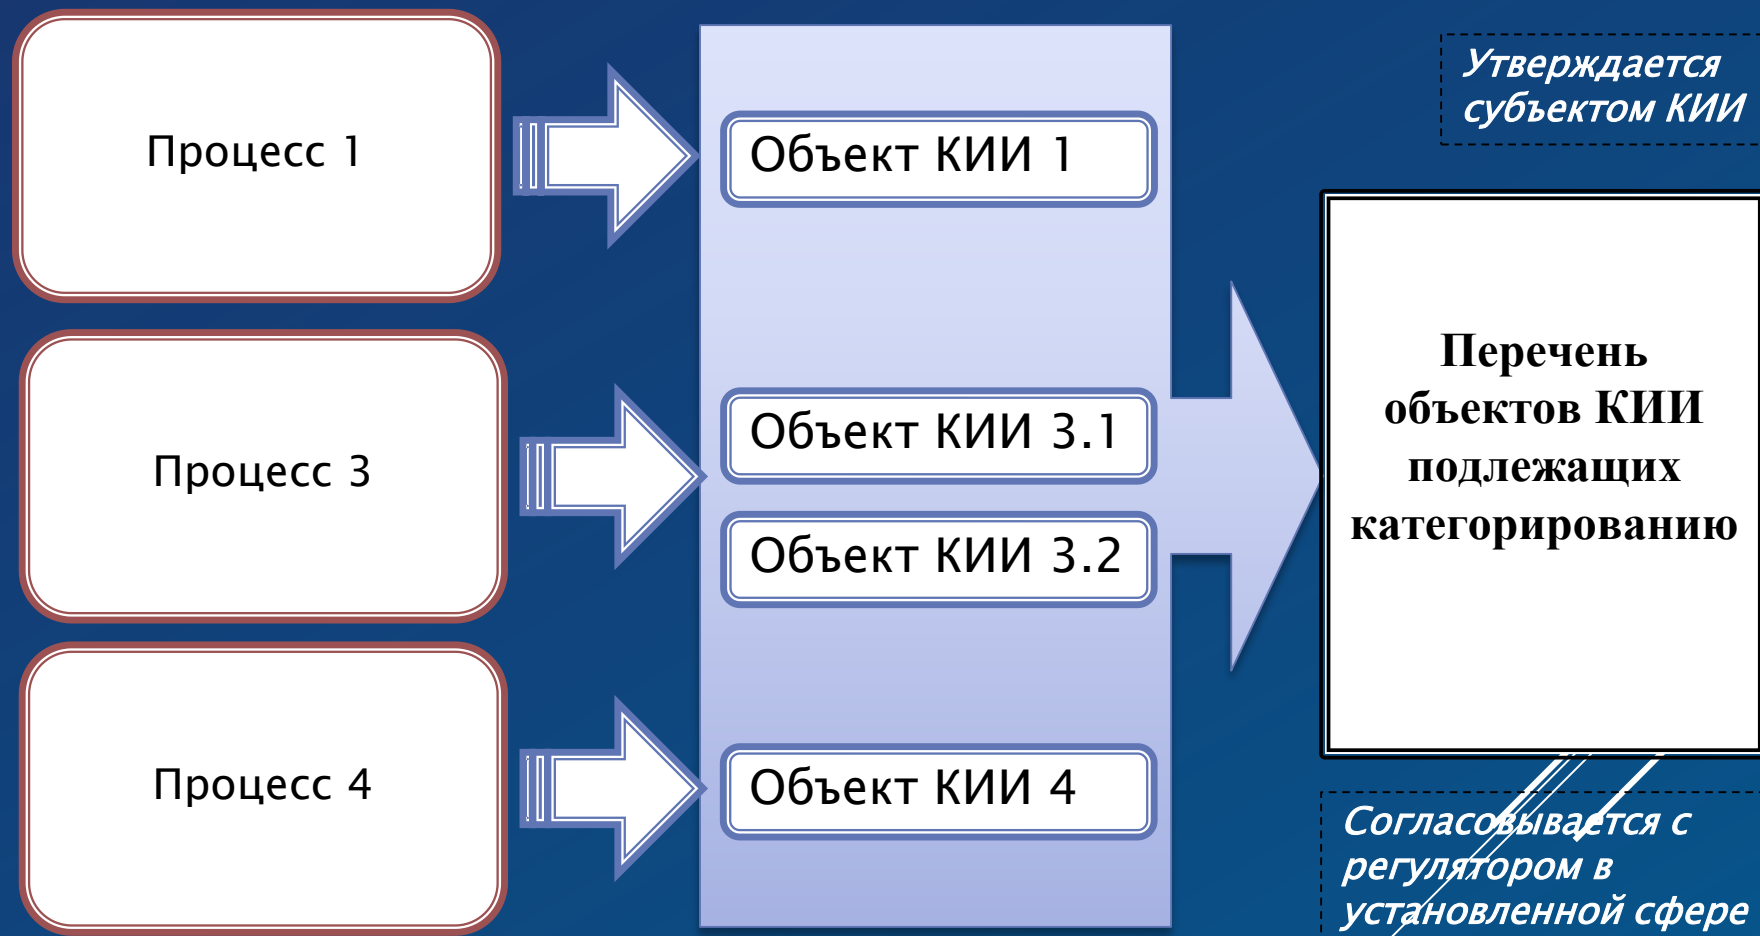 Процесс 1
Объект КИИ 1
Утверждается
субъектом КИИ
Процесс 3
Объект КИИ 3.1
Объект КИИ 3.2
Перечень
объектов КИИ
подлежащих
категорированию
Процесс 4
Объект КИИ 4
Согласовывается с
регулятором в
установленной сфере